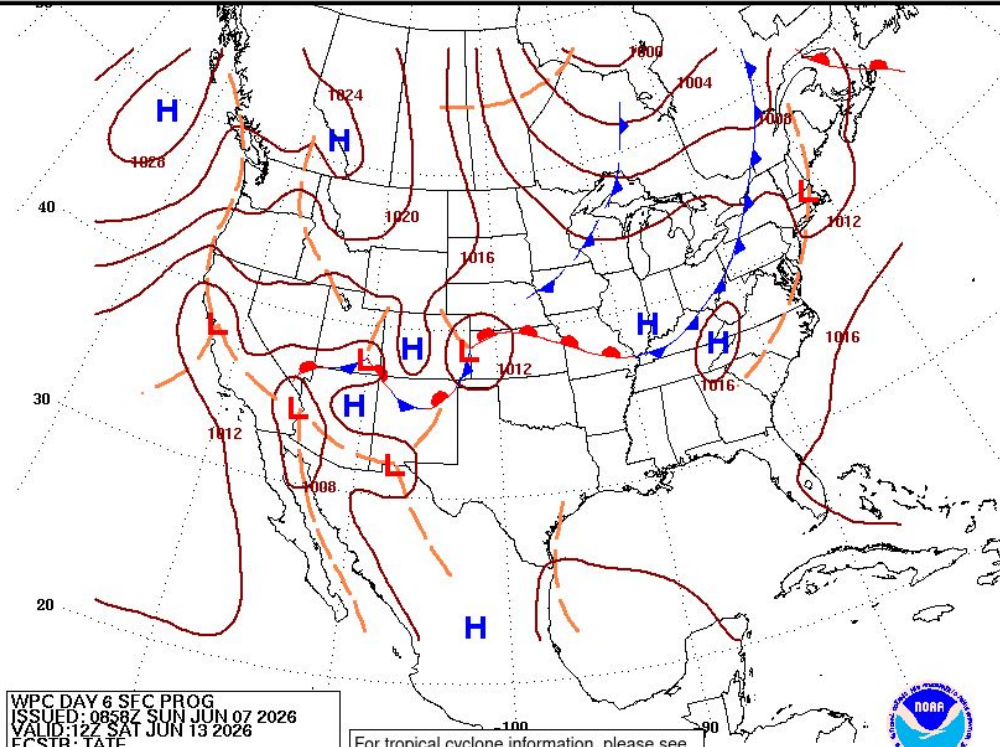 1000
1004
1024
H
H
1008
1028
L
40
1020
1012
1016
L
H
H
H
1016
L
L
1012
H
1016
L
30
1012
L
1008
20
H
WPC DAY 6 SFC PROG
ISSUED: 0858Z SUN JUN 07 2026
VALID:12Z SAT JUN 13 2026
FCSTR: TATE
-100
-90
NOAA
For tropical cyclone information, please see